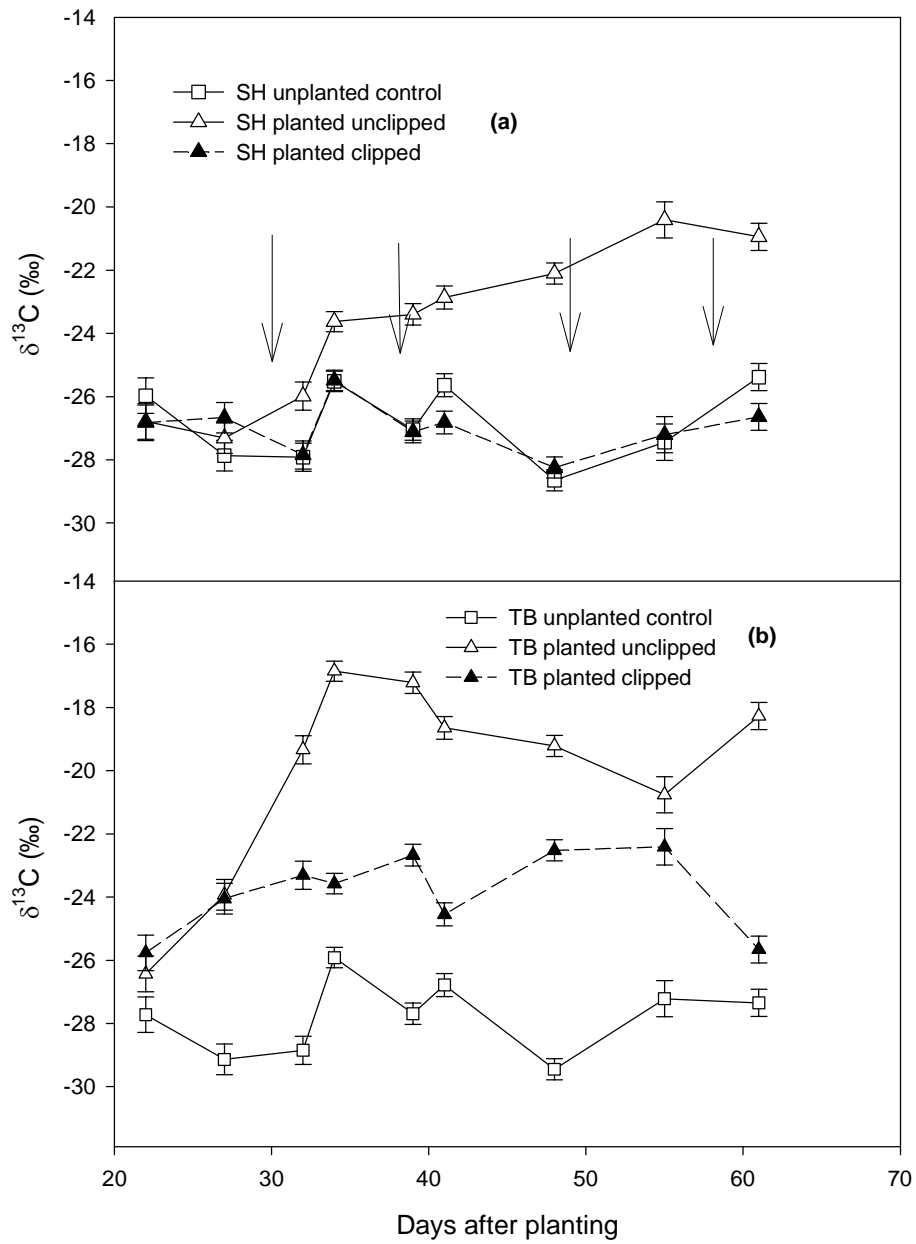 -14
-16
-18
-20
-22
-24
-26
-28
-30
δ13C (‰)
SH unplanted control
SH planted unclipped
SH planted clipped
(a)
-14
-16
-18
-20
-22
-24
-26
-28
-30
δ13C (‰)
TB unplanted control
TB planted unclipped
TB planted clipped
(b)
20 30 40 50 60 70
Days after planting